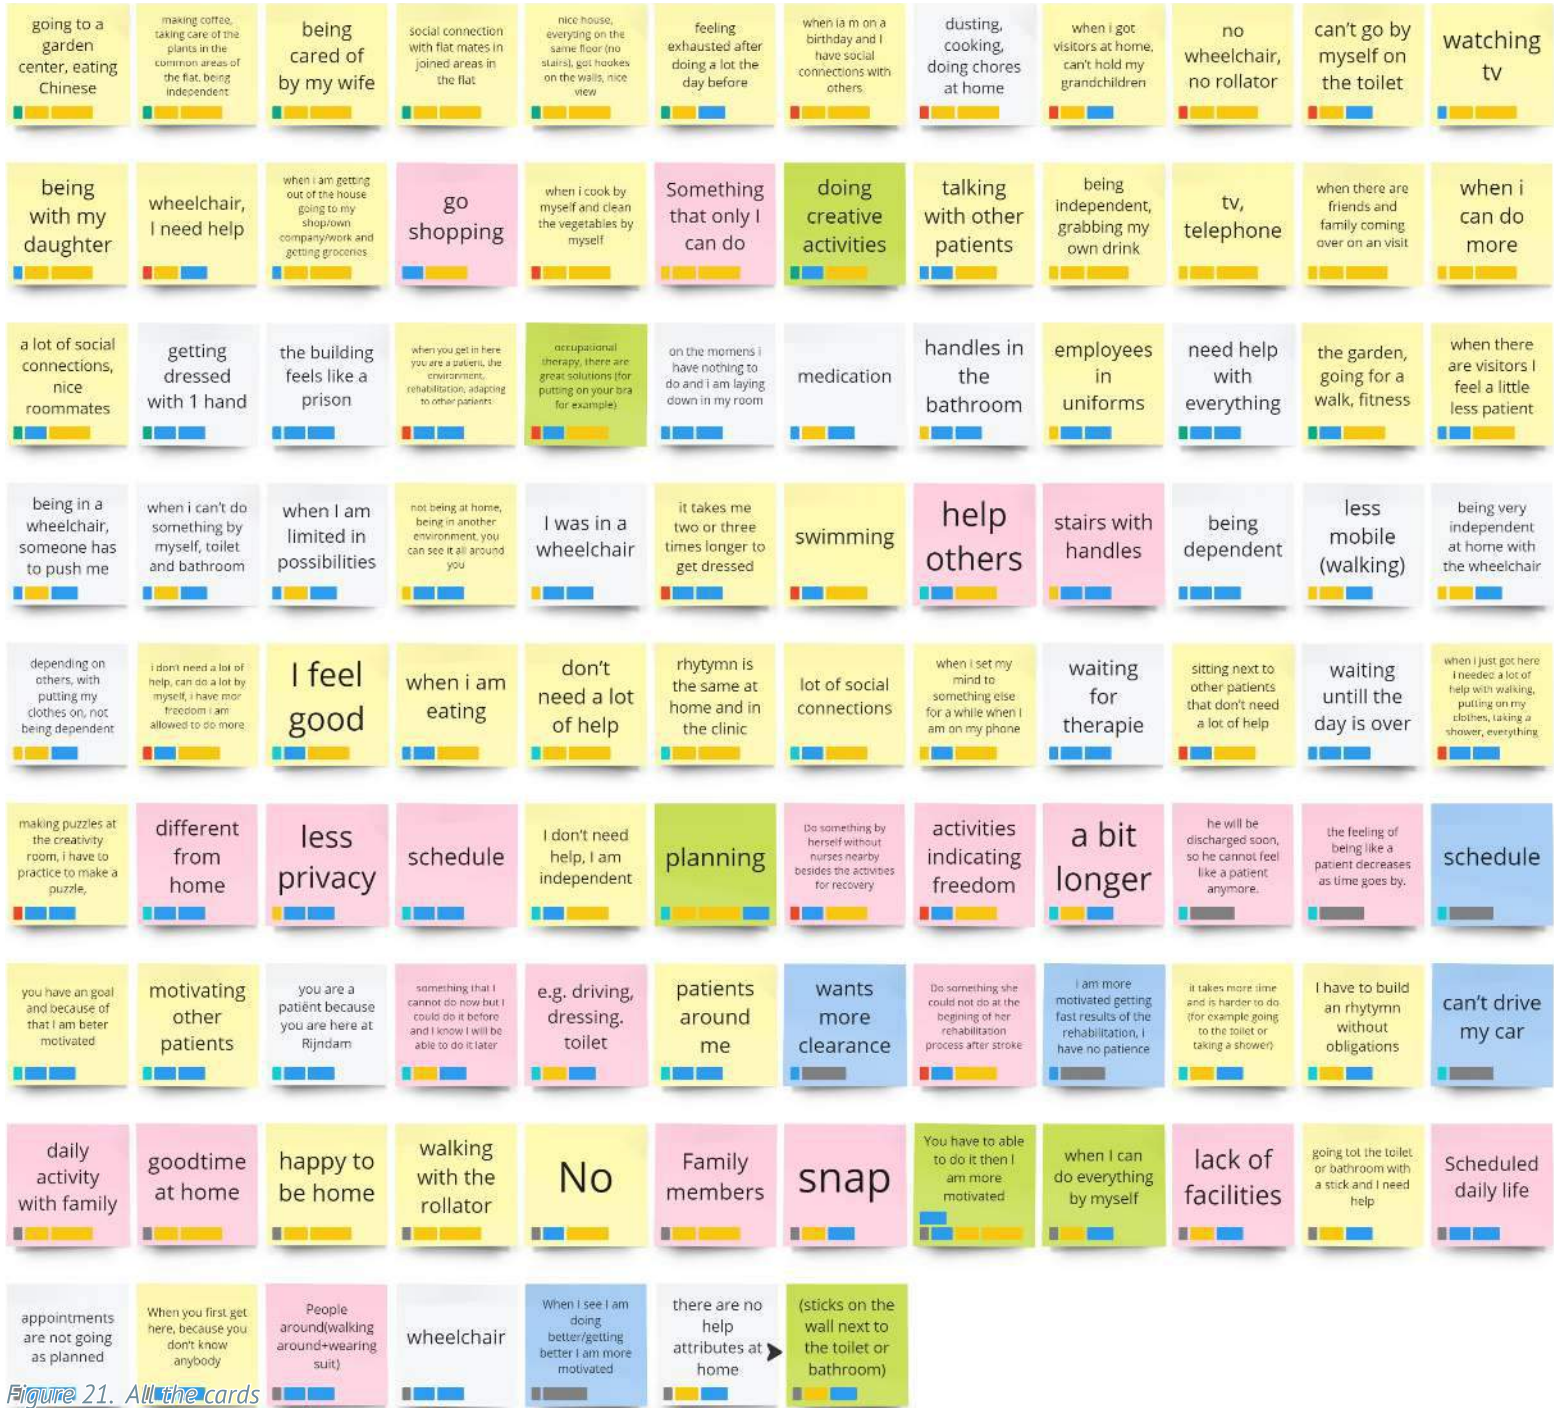 going to a
garden
center, eating
Chinese
making coffee,
taking care of the
plants in the
common areas of
the flat, being
independent
being
cared of
by my wife
social connection
with flat mates in
joined areas in
the flat
nice house,
everyting on the
same floor (no
stairs), got hookes
on the walls, nice
view
feeling
exhausted after
doing a lot the
day before
when ia m on a
birthday and I
have social
connections with
others
dusting,
cooking,
doing chores
at home
when i got
visitors at home,
can't hold my
grandchildren
no
wheelchair,
no rollator
can't go by
myself on
the toilet
watching
tv
being
with my
daughter
wheelchair,
I need help
when i am getting
out of the house
going to my
shop/own
company/work and
getting groceries
go
shopping
when i cook by
myself and clean
the vegetables by
myself
Something
that only I
can do
doing
creative
activities
talking
with other
patients
being
independent,
grabbing my
own drink
tv,
telephone
when there are
friends and
family coming
over on an visit
when i
can do
more
a lot of social
connections,
nice
roommates
getting
dressed
with 1 hand
the building
feels like a
prison
when you get in here
you are a patient, the
environment,
rehabilitation, adapting
to other patients
occupational
therapy, there are
great solutions (for
putting on your bra
for example)
on the momens i
have nothing to
do and i am laying
down in my room
medication
handles in
the
bathroom
employees
in
uniforms
need help
with
everything
the garden,
going for a
walk, fitness
when there
are visitors I
feel a little
less patient
being in a
wheelchair,
someone has
to push me
when i can't do
something by
myself, toilet
and bathroom
when I am
limited in
possibilities
not being at home,
being in another
environment, you
can see it all around
you
I was in a
wheelchair
it takes me
two or three
times longer to
get dressed
swimming
help
others
stairs with
handles
being
dependent
less
mobile
(walking)
being very
independent
at home with
the wheelchair
depending on
others, with
putting my
clothes on, not
being dependent
i don't need a lot of
help, can do a lot by
myself, i have mor
freedom i am
allowed to do more
I feel
good
when i am
eating
don't
need a lot
of help
rhytymn is
the same at
home and in
the clinic
lot of social
connections
when i set my
mind to
something else
for a while when I
am on my phone
waiting
for
therapie
sitting next to
other patients
that don't need
a lot of help
waiting
untill the
day is over
when i just got here
i needed a lot of
help with walking,
putting on my
clothes, taking a
shower, everything
making puzzles at
the creativity
room, i have to
practice to make a
puzzle,
different
from
home
less
privacy
schedule
I don't need
help, I am
independent
planning
Do something by
herself without
nurses nearby
besides the activities
for recovery
activities
indicating
freedom
a bit
longer
he will be
discharged soon,
so he cannot feel
like a patient
anymore.
the feeling of
being like a
patient decreases
as time goes by.
schedule
you have an goal
and because of
that I am beter
motivated
motivating
other
patients
you are a
patiënt because
you are here at
Rijndam
something that I
cannot do now but I
could do it before
and I know I will be
able to do it later
e.g. driving,
dressing.
toilet
patients
around
me
wants
more
clearance
Do something she
could not do at the
begining of her
rehabilitation
process after stroke
i am more
motivated getting
fast results of the
rehabilitation, i
have no patience
it takes more time
and is harder to do
(for example going
to the toilet or
taking a shower)
I have to build
an rhytymn
without
obligations
can't drive
my car
daily
activity
with family
goodtime
at home
happy to
be home
walking
with the
rollator
No
Family
members
snap
You have to able
to do it then I
am more
motivated
when I can
do everything
by myself
lack of
facilities
going tot the toilet
or bathroom with
a stick and I need
help
Scheduled
daily life
appointments
are not going
as planned
When you first get
here, because you
don't know
anybody
People
around(walking
around+wearing
suit)
wheelchair
When I see I am
doing
better/getting
better I am more
motivated
there are no
help
attributes at
home
(sticks on the
wall next to
the toilet or
bathroom)
Figure 21. All the cards